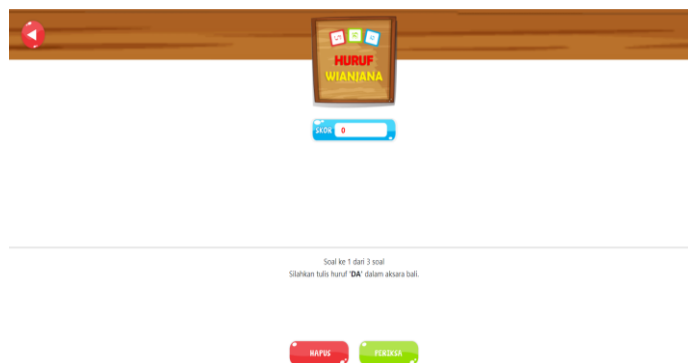 HURUF
WIANJANA
SKOR 0
Soal ke 1 dari 3 soal
Silahkan tulis huruf 'DA' dalam aksara bali.
HAPUS PERIKSA